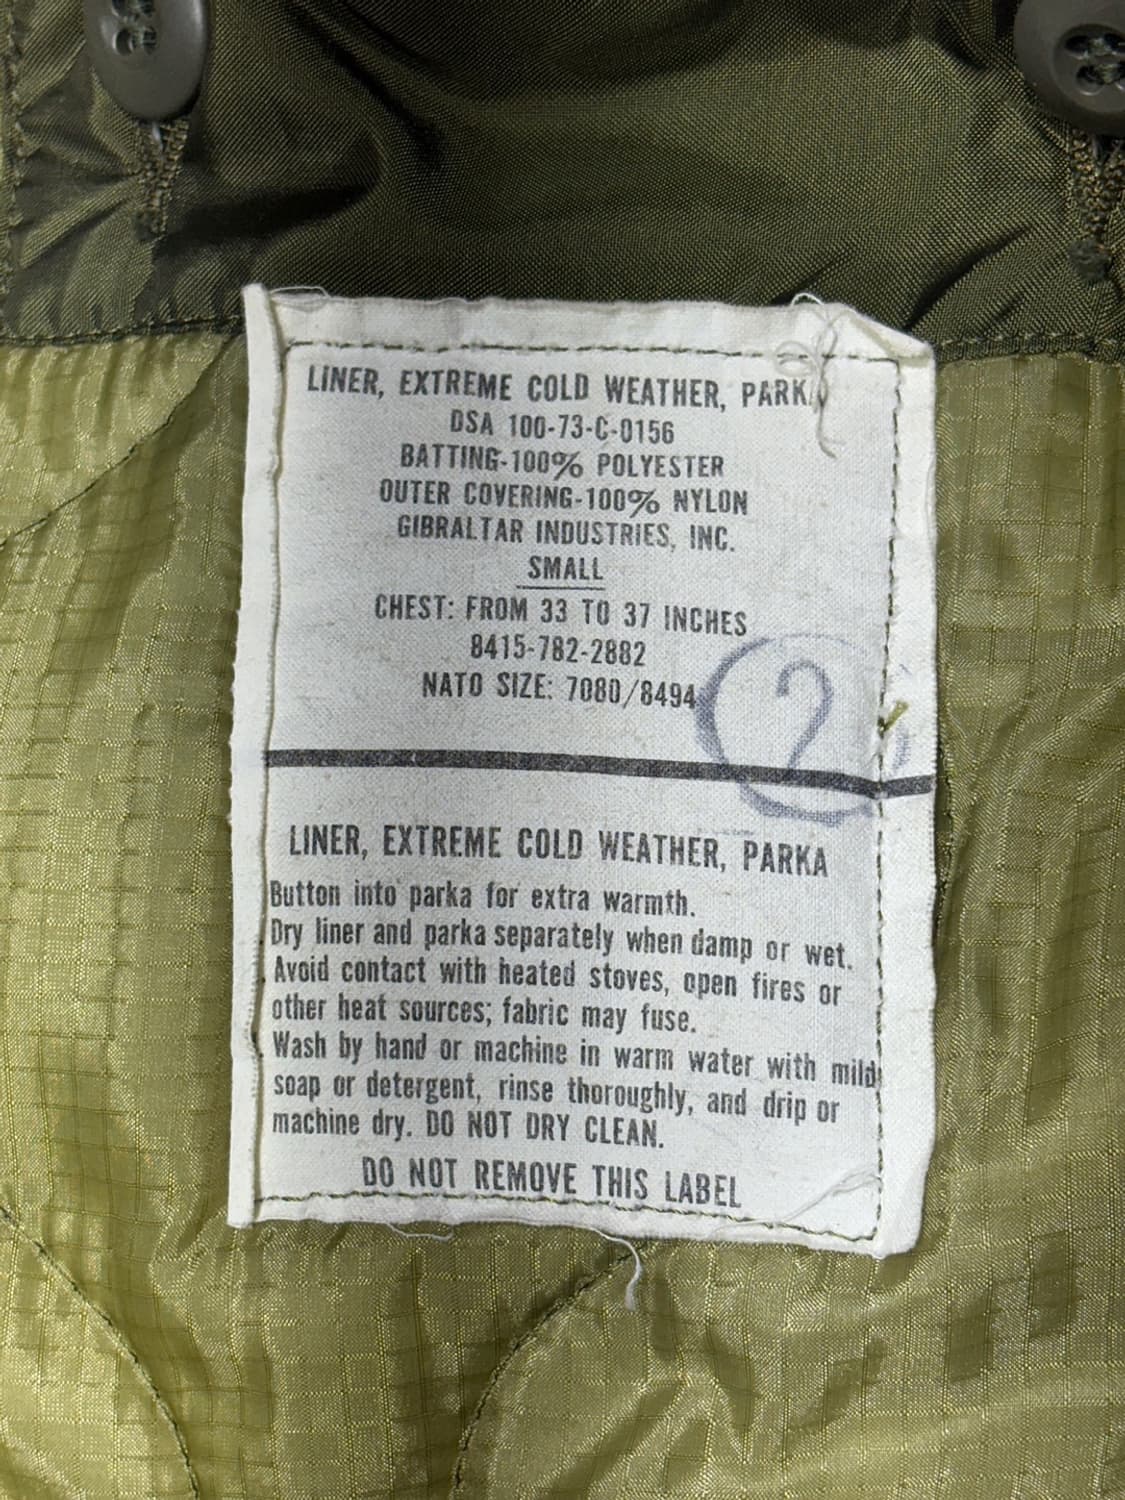 LINER, EXTREME COLD WEATHER, PARKA
DSA 100-73-C-0156
BATTING-100% POLYESTER
OUTER COVERING-100% NYLON
GIBRALTAR INDUSTRIES, INC.
SMALL
CHEST: FROM 33 TO 37 INCHES
8415-782-2882
NATO SIZE: 7080/8494
2
LINER, EXTREME COLD WEATHER, PARKA
Button into parka for extra warmth.
Dry liner and parka separately when damp or wet.
Avoid contact with heated stoves, open fires or
other heat sources; fabric may fuse.
Wash by hand or machine in warm water with mild
soap or detergent, rinse thoroughly, and drip or
machine dry. DO NOT DRY CLEAN.
DO NOT REMOVE THIS LABEL